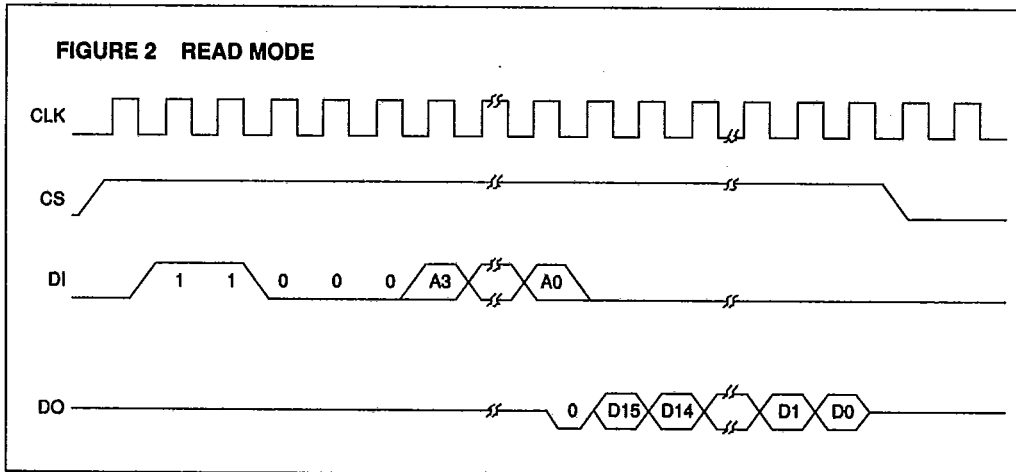 FIGURE 2 READ MODE
CLK
CS
DI 1 1 0 0 0 A3 A0
DO 0 D15 D14 D1 D0